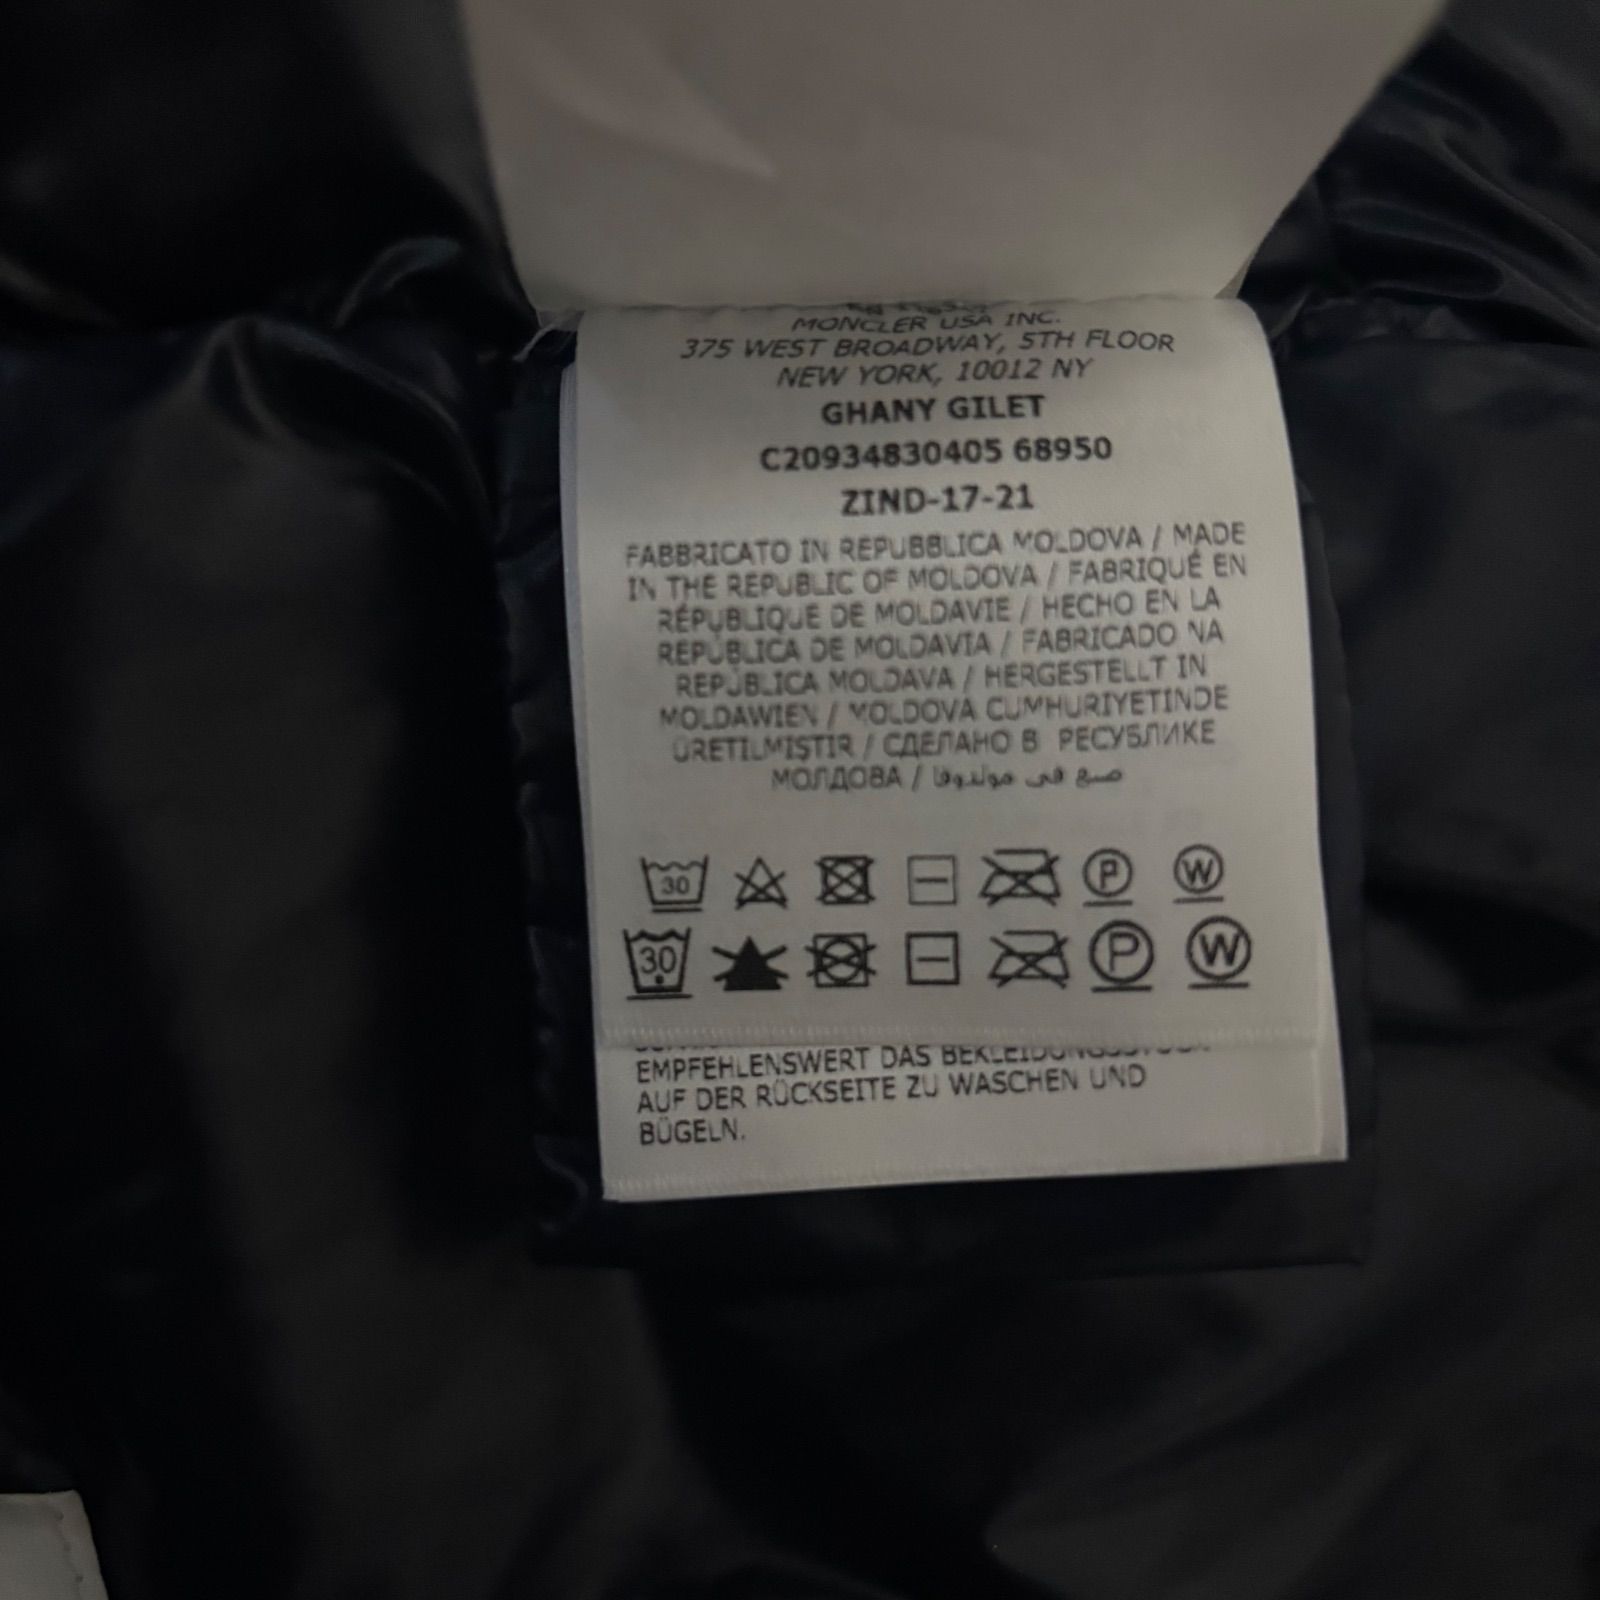 MONCLER USA INC.
375 WEST BROADWAY, 5TH FLOOR
NEW YORK, 10012 NY
GHANY GILET
C20934830405 68950
ZIND-17-21
FABBRICATO IN REPUBBLICA MOLDOVA / MADE
IN THE REPUBLIC OF MOLDOVA / FABRIQUÉ EN
RÉPUBLIQUE DE MOLDAVIE / HECHO EN LA
REPÚBLICA DE MOLDAVIA / FABRICADO NA
REPÚBLICA MOLDAVA / HERGESTELLT IN
MOLDAWIEN / MOLDOVA CUMHURIYETINDE
ÜRETILMIŞTIR / СДЕЛАНО В РЕСУБЛИКЕ
МОЛДОВА / صنع في مولدوفا
30 P W
30 P W
EMPFEHLENSWERT DAS BEKLEIDUNGSSTÜCK
AUF DER RÜCKSEITE ZU WASCHEN UND
BÜGELN.